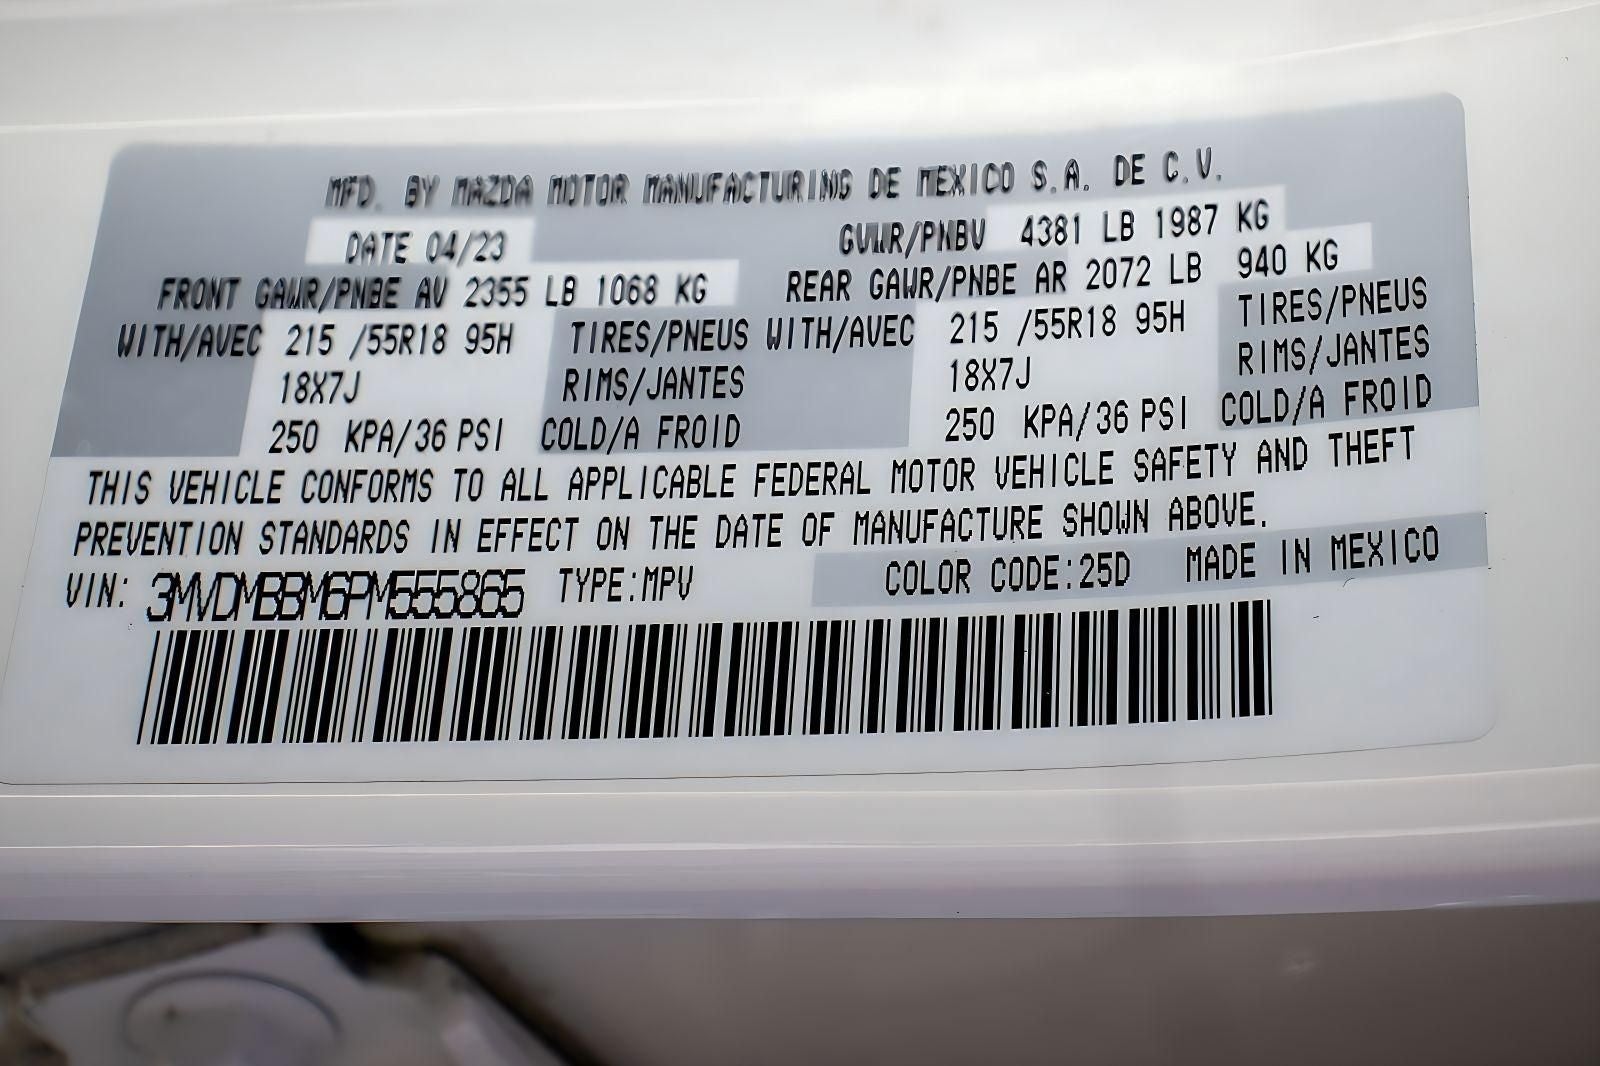 MFD. BY MAZDA MOTOR MANUFACTURING DE MEXICO S.A. DE C.V.
DATE 04/23 GVWR/PNBV 4381 LB 1987 KG
FRONT GAWR/PNBE AV 2355 LB 1068 KG REAR GAWR/PNBE AR 2072 LB 940 KG
WITH/AVEC 215 /55R18 95H TIRES/PNEUS WITH/AVEC 215 /55R18 95H TIRES/PNEUS
18X7J RIMS/JANTES 18X7J RIMS/JANTES
250 KPA/36 PSI COLD/A FROID 250 KPA/36 PSI COLD/A FROID
THIS VEHICLE CONFORMS TO ALL APPLICABLE FEDERAL MOTOR VEHICLE SAFETY AND THEFT
PREVENTION STANDARDS IN EFFECT ON THE DATE OF MANUFACTURE SHOWN ABOVE.
VIN: 3MVDMBBM6PM555865 TYPE:MPV COLOR CODE:25D MADE IN MEXICO